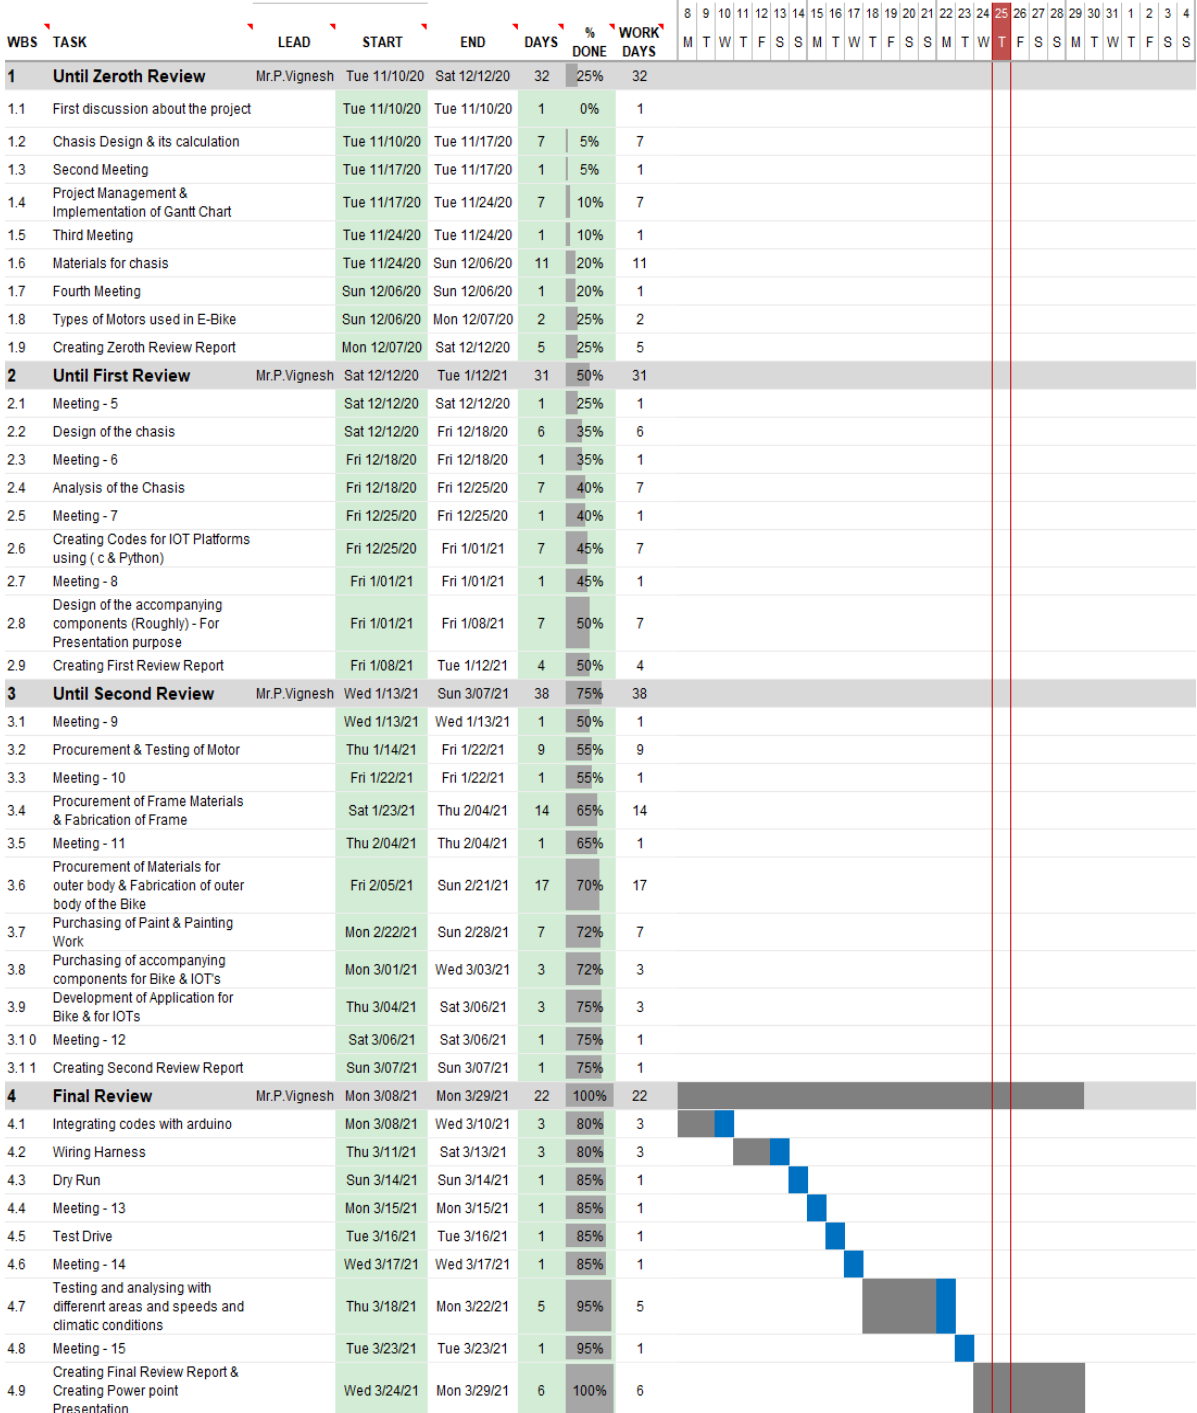 8 9 10 11 12 13 14 15 16 17 18 19 20 21 22 23 24 25 26 27 28 29 30 31 1 2 3 4
WBS TASK LEAD START END DAYS % DONE WORK DAYS M T W T F S S M T W T F S S M T W T F S S M T W T F S S
1 Until Zeroth Review Mr.P.Vignesh Tue 11/10/20 Sat 12/12/20 32 25% 32
1.1 First discussion about the project Tue 11/10/20 Tue 11/10/20 1 0% 1
1.2 Chasis Design & its calculation Tue 11/10/20 Tue 11/17/20 7 5% 7
1.3 Second Meeting Tue 11/17/20 Tue 11/17/20 1 5% 1
Project Management &
1.4 Implementation of Gantt Chart Tue 11/17/20 Tue 11/24/20 7 10% 7
1.5 Third Meeting Tue 11/24/20 Tue 11/24/20 1 10% 1
1.6 Materials for chasis Tue 11/24/20 Sun 12/06/20 11 20% 11
1.7 Fourth Meeting Sun 12/06/20 Sun 12/06/20 1 20% 1
1.8 Types of Motors used in E-Bike Sun 12/06/20 Mon 12/07/20 2 25% 2
1.9 Creating Zeroth Review Report Mon 12/07/20 Sat 12/12/20 5 25% 5
2 Until First Review Mr.P.Vignesh Sat 12/12/20 Tue 1/12/21 31 50% 31
2.1 Meeting - 5 Sat 12/12/20 Sat 12/12/20 1 25% 1
2.2 Design of the chasis Sat 12/12/20 Fri 12/18/20 6 35% 6
2.3 Meeting - 6 Fri 12/18/20 Fri 12/18/20 1 35% 1
2.4 Analysis of the Chasis Fri 12/18/20 Fri 12/25/20 7 40% 7
2.5 Meeting - 7 Fri 12/25/20 Fri 12/25/20 1 40% 1
Creating Codes for IOT Platforms
2.6 using ( c & Python) Fri 12/25/20 Fri 1/01/21 7 45% 7
2.7 Meeting - 8 Fri 1/01/21 Fri 1/01/21 1 45% 1
Design of the accompanying
2.8 components (Roughly) - For Fri 1/01/21 Fri 1/08/21 7 50% 7
Presentation purpose
2.9 Creating First Review Report Fri 1/08/21 Tue 1/12/21 4 50% 4
3 Until Second Review Mr.P.Vignesh Wed 1/13/21 Sun 3/07/21 38 75% 38
3.1 Meeting - 9 Wed 1/13/21 Wed 1/13/21 1 50% 1
3.2 Procurement & Testing of Motor Thu 1/14/21 Fri 1/22/21 9 55% 9
3.3 Meeting - 10 Fri 1/22/21 Fri 1/22/21 1 55% 1
Procurement of Frame Materials
3.4 & Fabrication of Frame Sat 1/23/21 Thu 2/04/21 14 65% 14
3.5 Meeting - 11 Thu 2/04/21 Thu 2/04/21 1 65% 1
Procurement of Materials for
3.6 outer body & Fabrication of outer Fri 2/05/21 Sun 2/21/21 17 70% 17
body of the Bike
Purchasing of Paint & Painting
3.7 Work Mon 2/22/21 Sun 2/28/21 7 72% 7
Purchasing of accompanying
3.8 components for Bike & IOT's Mon 3/01/21 Wed 3/03/21 3 72% 3
Development of Application for
3.9 Bike & for IOTs Thu 3/04/21 Sat 3/06/21 3 75% 3
3.1 0 Meeting - 12 Sat 3/06/21 Sat 3/06/21 1 75% 1
3.1 1 Creating Second Review Report Sun 3/07/21 Sun 3/07/21 1 75% 1
4 Final Review Mr.P.Vignesh Mon 3/08/21 Mon 3/29/21 22 100% 22
4.1 Integrating codes with arduino Mon 3/08/21 Wed 3/10/21 3 80% 3
4.2 Wiring Harness Thu 3/11/21 Sat 3/13/21 3 80% 3
4.3 Dry Run Sun 3/14/21 Sun 3/14/21 1 85% 1
4.4 Meeting - 13 Mon 3/15/21 Mon 3/15/21 1 85% 1
4.5 Test Drive Tue 3/16/21 Tue 3/16/21 1 85% 1
4.6 Meeting - 14 Wed 3/17/21 Wed 3/17/21 1 85% 1
Testing and analysing with
4.7 differenrt areas and speeds and Thu 3/18/21 Mon 3/22/21 5 95% 5
climatic conditions
4.8 Meeting - 15 Tue 3/23/21 Tue 3/23/21 1 95% 1
Creating Final Review Report &
4.9 Creating Power point Wed 3/24/21 Mon 3/29/21 6 100% 6
Presentation